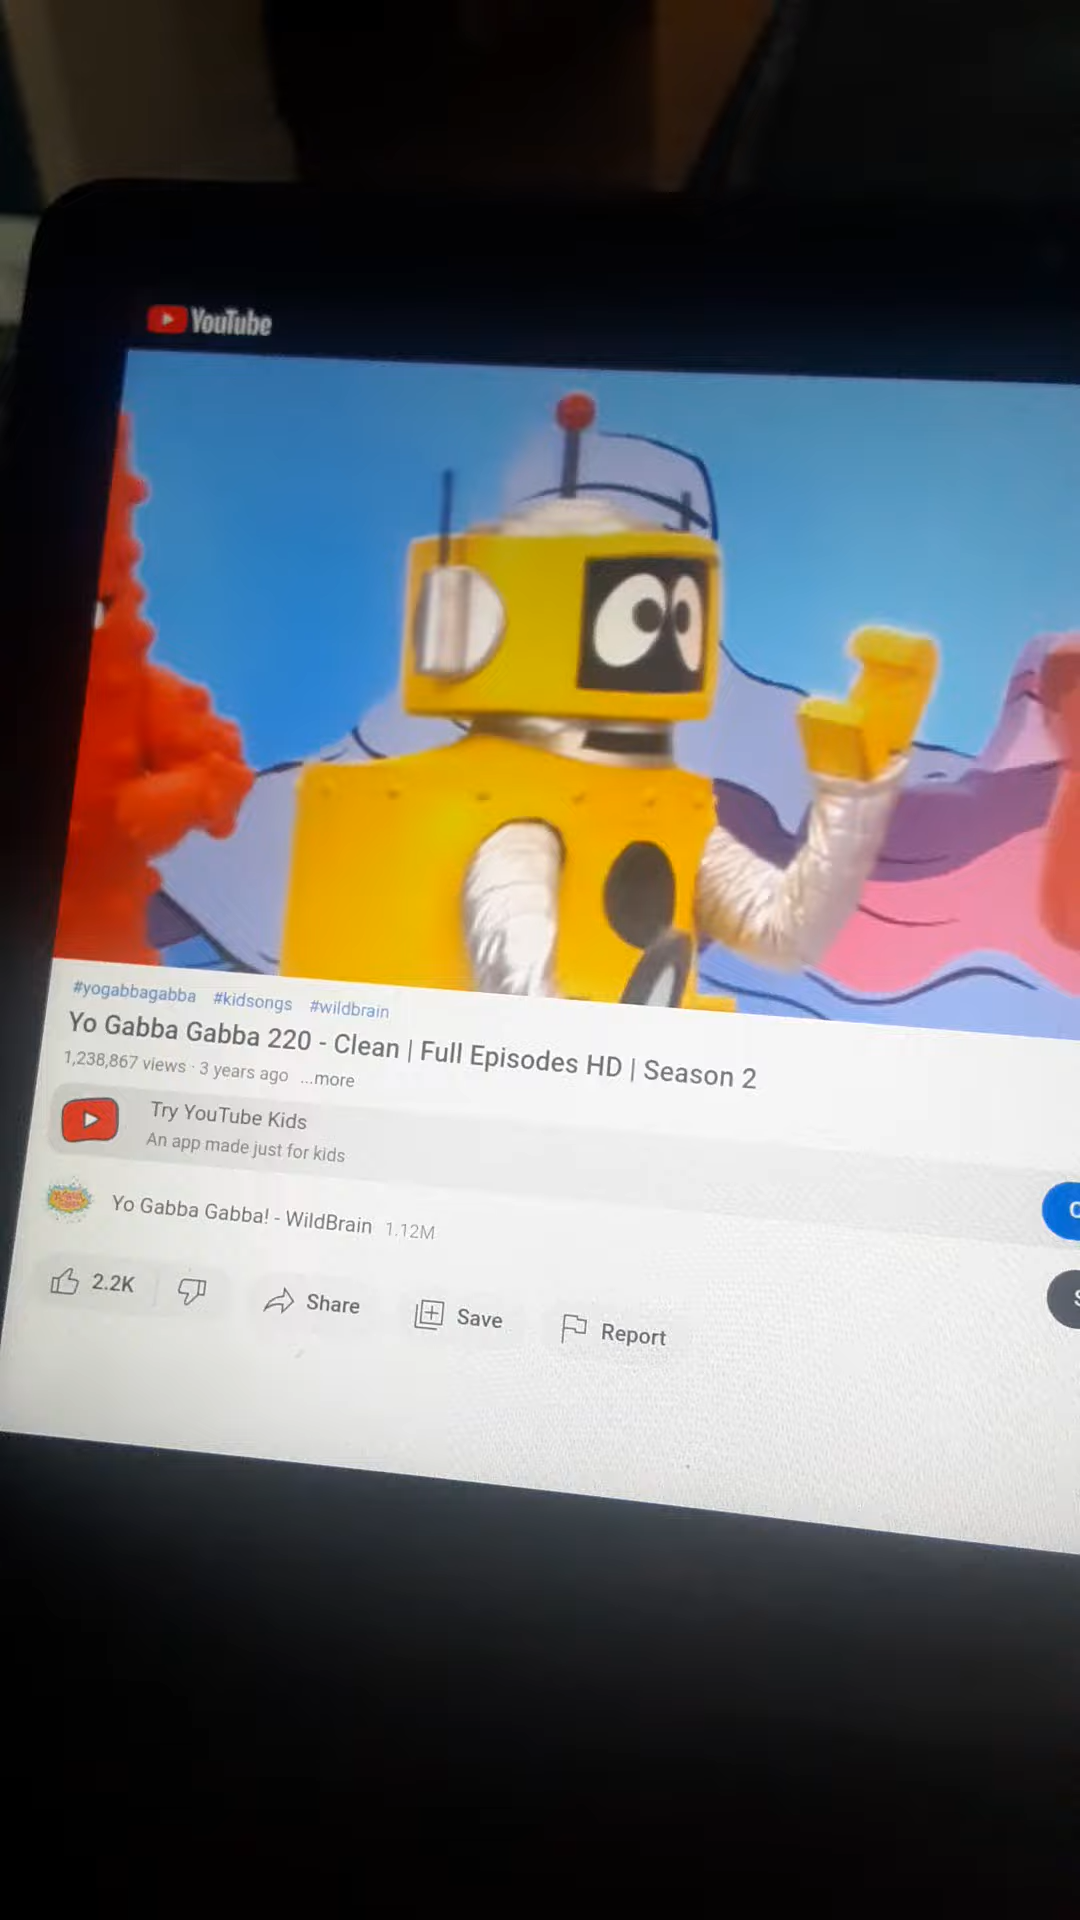 YouTube
#yogabbagabba #kidsongs #wildbrain
Yo Gabba Gabba 220 - Clean | Full Episodes HD | Season 2
1,238,867 views · 3 years ago ...more
Try YouTube Kids
An app made just for kids
Yo Gabba Gabba! - WildBrain 1.12M
2.2K Share Save Report